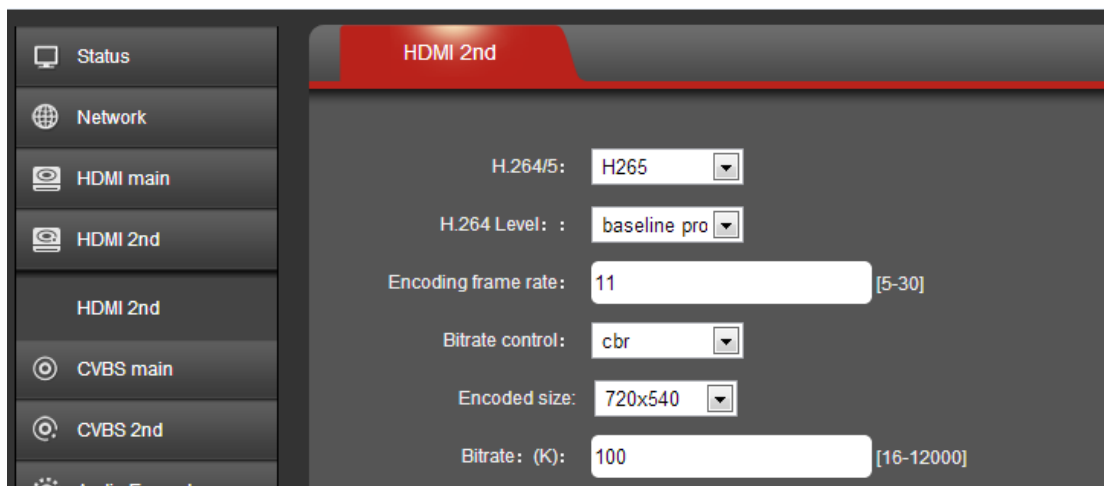 Status
Network
HDMI main
HDMI 2nd
HDMI 2nd
CVBS main
CVBS 2nd
HDMI 2nd
H.264/5： H265
H.264 Level：： baseline pro
Encoding frame rate： 11 [5-30]
Bitrate control： cbr
Encoded size: 720x540
Bitrate：(K)： 100 [16-12000]